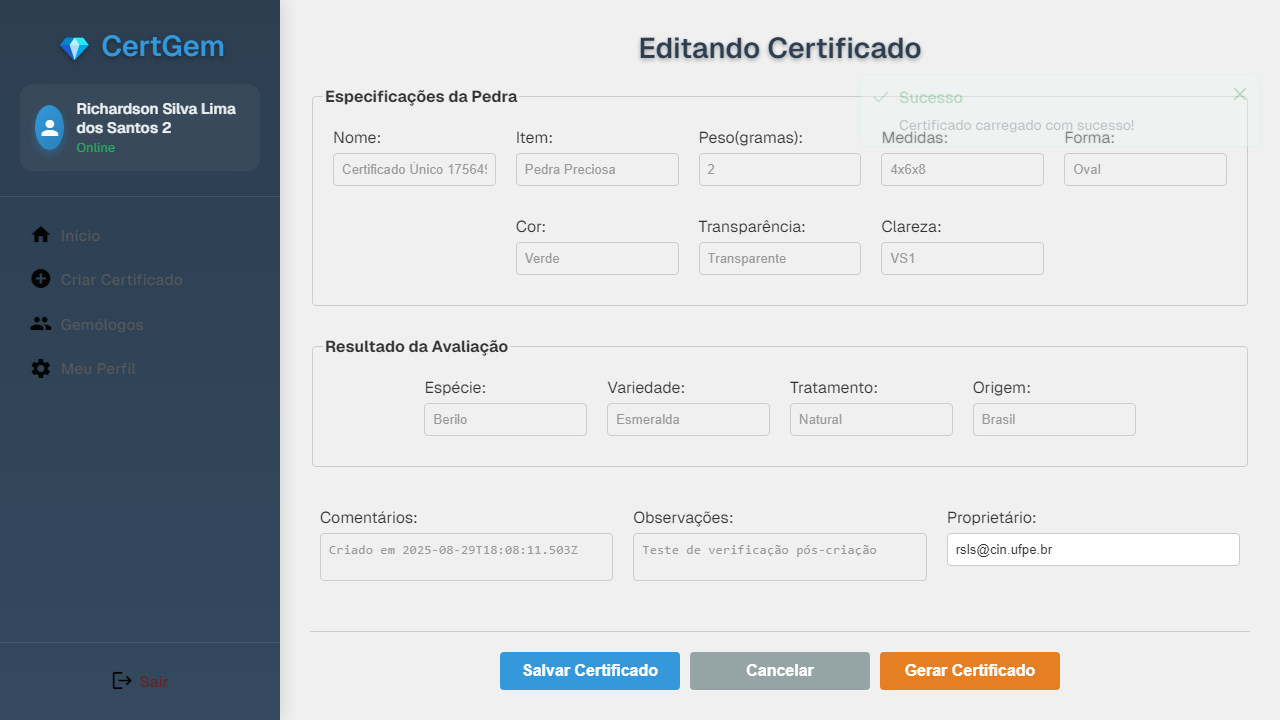 CertGem
Richardson Silva Lima
dos Santos 2
Online
Início
Criar Certificado
Gemólogos
Meu Perfil
Sair
Editando Certificado
Sucesso
Certificado carregado com sucesso!
Especificações da Pedra
Nome:
Item:
Peso(gramas):
Medidas:
Forma:
Certificado Único 175649
Pedra Preciosa
2
4x6x8
Oval
Cor:
Transparência:
Clareza:
Verde
Transparente
VS1
Resultado da Avaliação
Espécie:
Variedade:
Tratamento:
Origem:
Berilo
Esmeralda
Natural
Brasil
Comentários:
Observações:
Proprietário:
Criado em 2025-08-29T18:08:11.503Z
Teste de verificação pós-criação
rsls@cin.ufpe.br
Salvar Certificado
Cancelar
Gerar Certificado